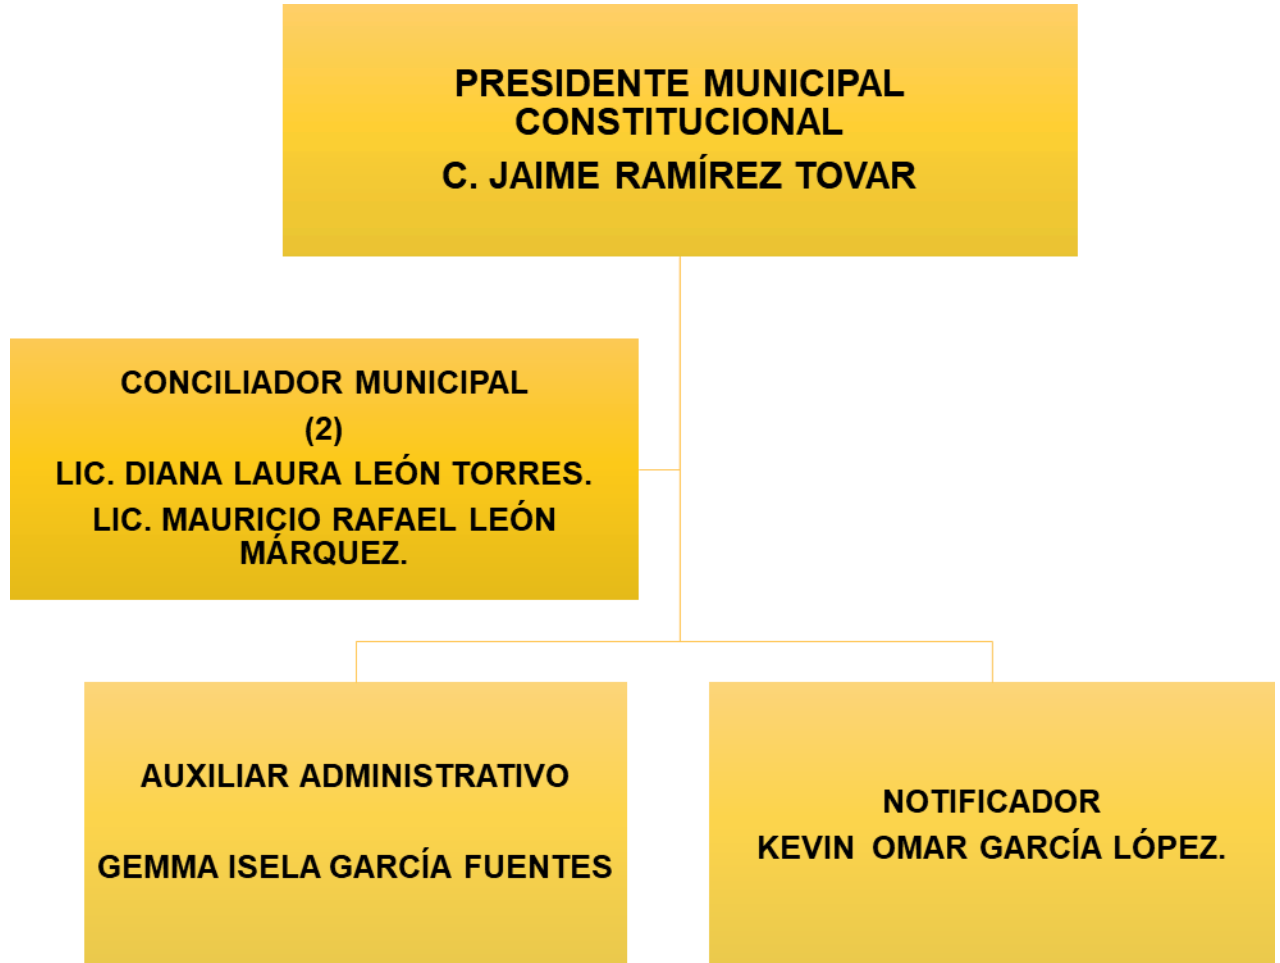 PRESIDENTE MUNICIPAL
CONSTITUCIONAL
C. JAIME RAMÍREZ TOVAR
CONCILIADOR MUNICIPAL
(2)
LIC. DIANA LAURA LEÓN TORRES.
LIC. MAURICIO RAFAEL LEÓN
MÁRQUEZ.
AUXILIAR ADMINISTRATIVO
GEMMA ISELA GARCÍA FUENTES
NOTIFICADOR
KEVIN OMAR GARCÍA LÓPEZ.